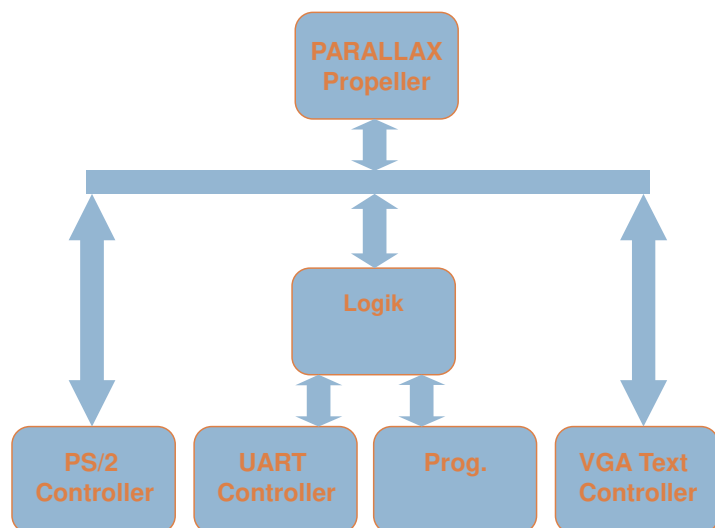 PARALLAX
Propeller
Logik
PS/2
Controller
UART
Controller
Prog.
VGA Text
Controller